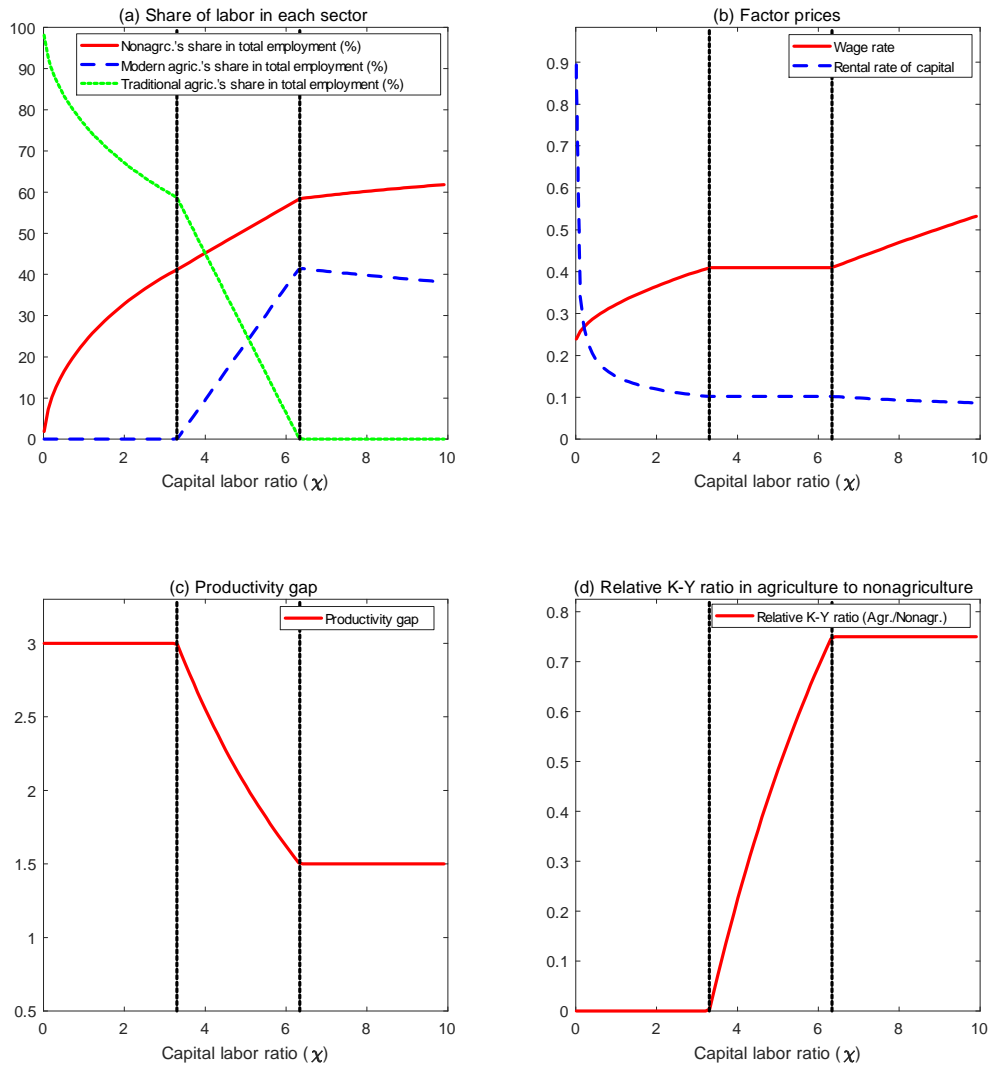 (a) Share of labor in each sector
100
90
80
70
60
50
40
30
20
10
0
0 2 4 6 8 10
Nonagrc.'s share in total employment (%)
Modern agric.'s share in total employment (%)
Traditional agric.'s share in total employment (%)
Capital labor ratio (χ)
(b) Factor prices
0.9
0.8
0.7
0.6
0.5
0.4
0.3
0.2
0.1
0
0 2 4 6 8 10
Wage rate
Rental rate of capital
Capital labor ratio (χ)
(c) Productivity gap
3
2.5
2
1.5
1
0.5
0 2 4 6 8 10
Productivity gap
Capital labor ratio (χ)
(d) Relative K-Y ratio in agriculture to nonagriculture
0.8
0.7
0.6
0.5
0.4
0.3
0.2
0.1
0
0 2 4 6 8 10
Relative K-Y ratio (Agr./Nonagr.)
Capital labor ratio (χ)